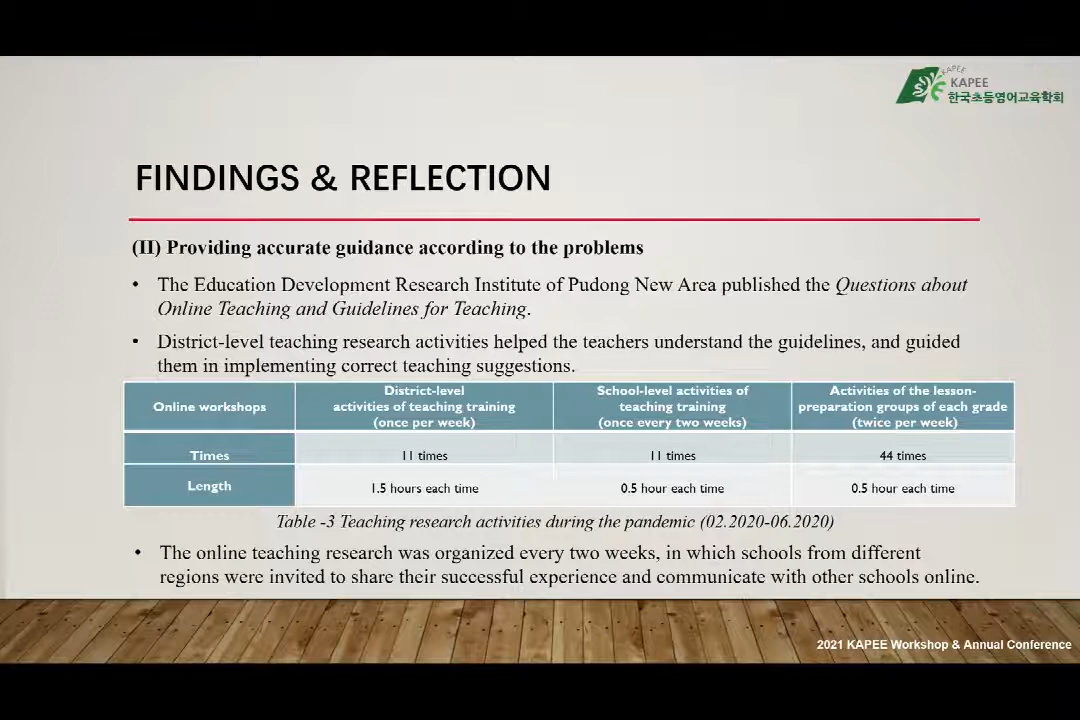 KAPEE
KAPEE
한국초등영어교육학회
FINDINGS & REFLECTION
(II) Providing accurate guidance according to the problems
• The Education Development Research Institute of Pudong New Area published the Questions about
Online Teaching and Guidelines for Teaching.
• District-level teaching research activities helped the teachers understand the guidelines, and guided
them in implementing correct teaching suggestions.
Online workshops
District-level
activities of teaching training
(once per week)
School-level activities of
teaching training
(once every two weeks)
Activities of the lesson-
preparation groups of each grade
(twice per week)
Times
11 times
11 times
44 times
Length
1.5 hours each time
0.5 hour each time
0.5 hour each time
Table -3 Teaching research activities during the pandemic (02.2020-06.2020)
• The online teaching research was organized every two weeks, in which schools from different
regions were invited to share their successful experience and communicate with other schools online.
2021 KAPEE Workshop & Annual Conference